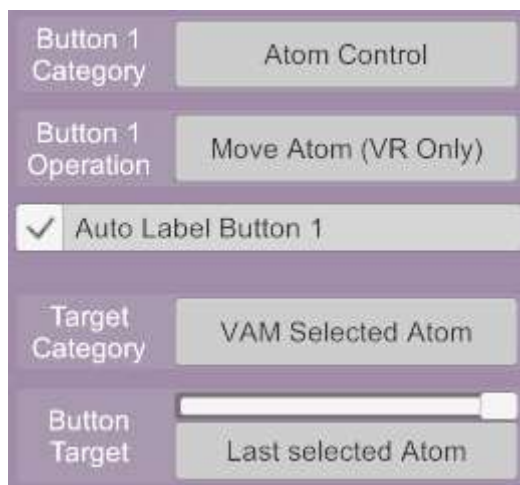 Button 1
Category
Atom Control
Button 1
Operation
Move Atom (VR Only)
Auto Label Button 1
Target
Category
VAM Selected Atom
Button
Target
Last selected Atom